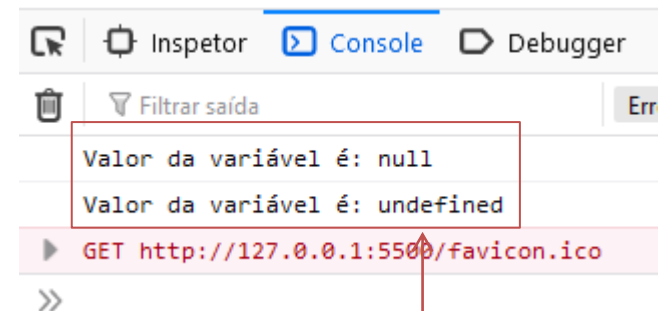 Inspetor Console Debugger
Filtrar saída Err
Valor da variável é: null
Valor da variável é: undefined
GET http://127.0.0.1:5500/favicon.ico